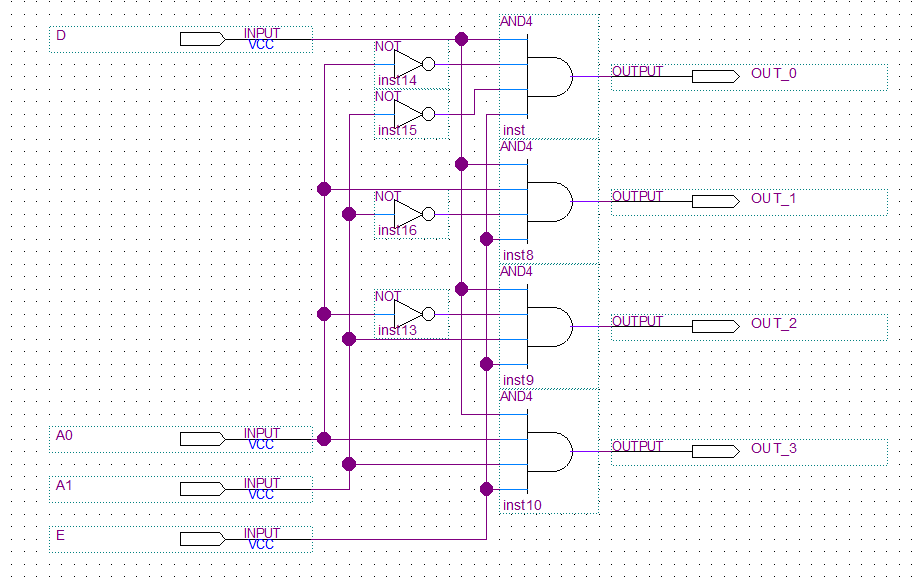 AND4
D
INPUT
VCC
NOT
inst14
OUTPUT
OUT_0
NOT
inst15
inst
AND4
NOT
OUTPUT
OUT_1
inst16
inst8
AND4
NOT
inst13
OUTPUT
OUT_2
inst9
AND4
A0
INPUT
VCC
OUTPUT
OUT_3
A1
INPUT
VCC
inst10
E
INPUT
VCC